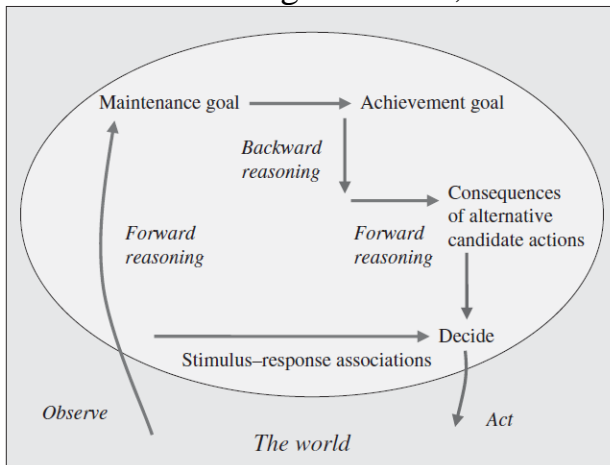 Maintenance goal
Achievement goal
Backward
reasoning
Consequences
of alternative
candidate actions
Forward
reasoning
Forward
reasoning
Decide
Stimulus–response associations
Observe
Act
The world